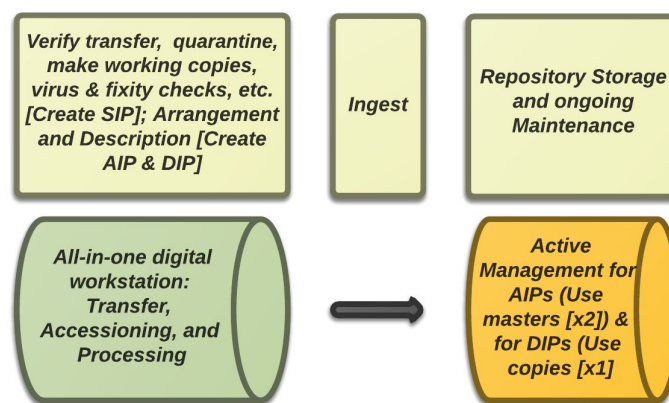 Verify transfer, quarantine,
make working copies,
virus & fixity checks, etc.
[Create SIP]; Arrangement
and Description [Create
AIP & DIP]
Ingest
Repository Storage
and ongoing
Maintenance
All-in-one digital
workstation:
Transfer,
Accessioning, and
Processing
Active
Management for
AIPs (Use
masters [x2]) &
for DIPs (Use
copies [x1]